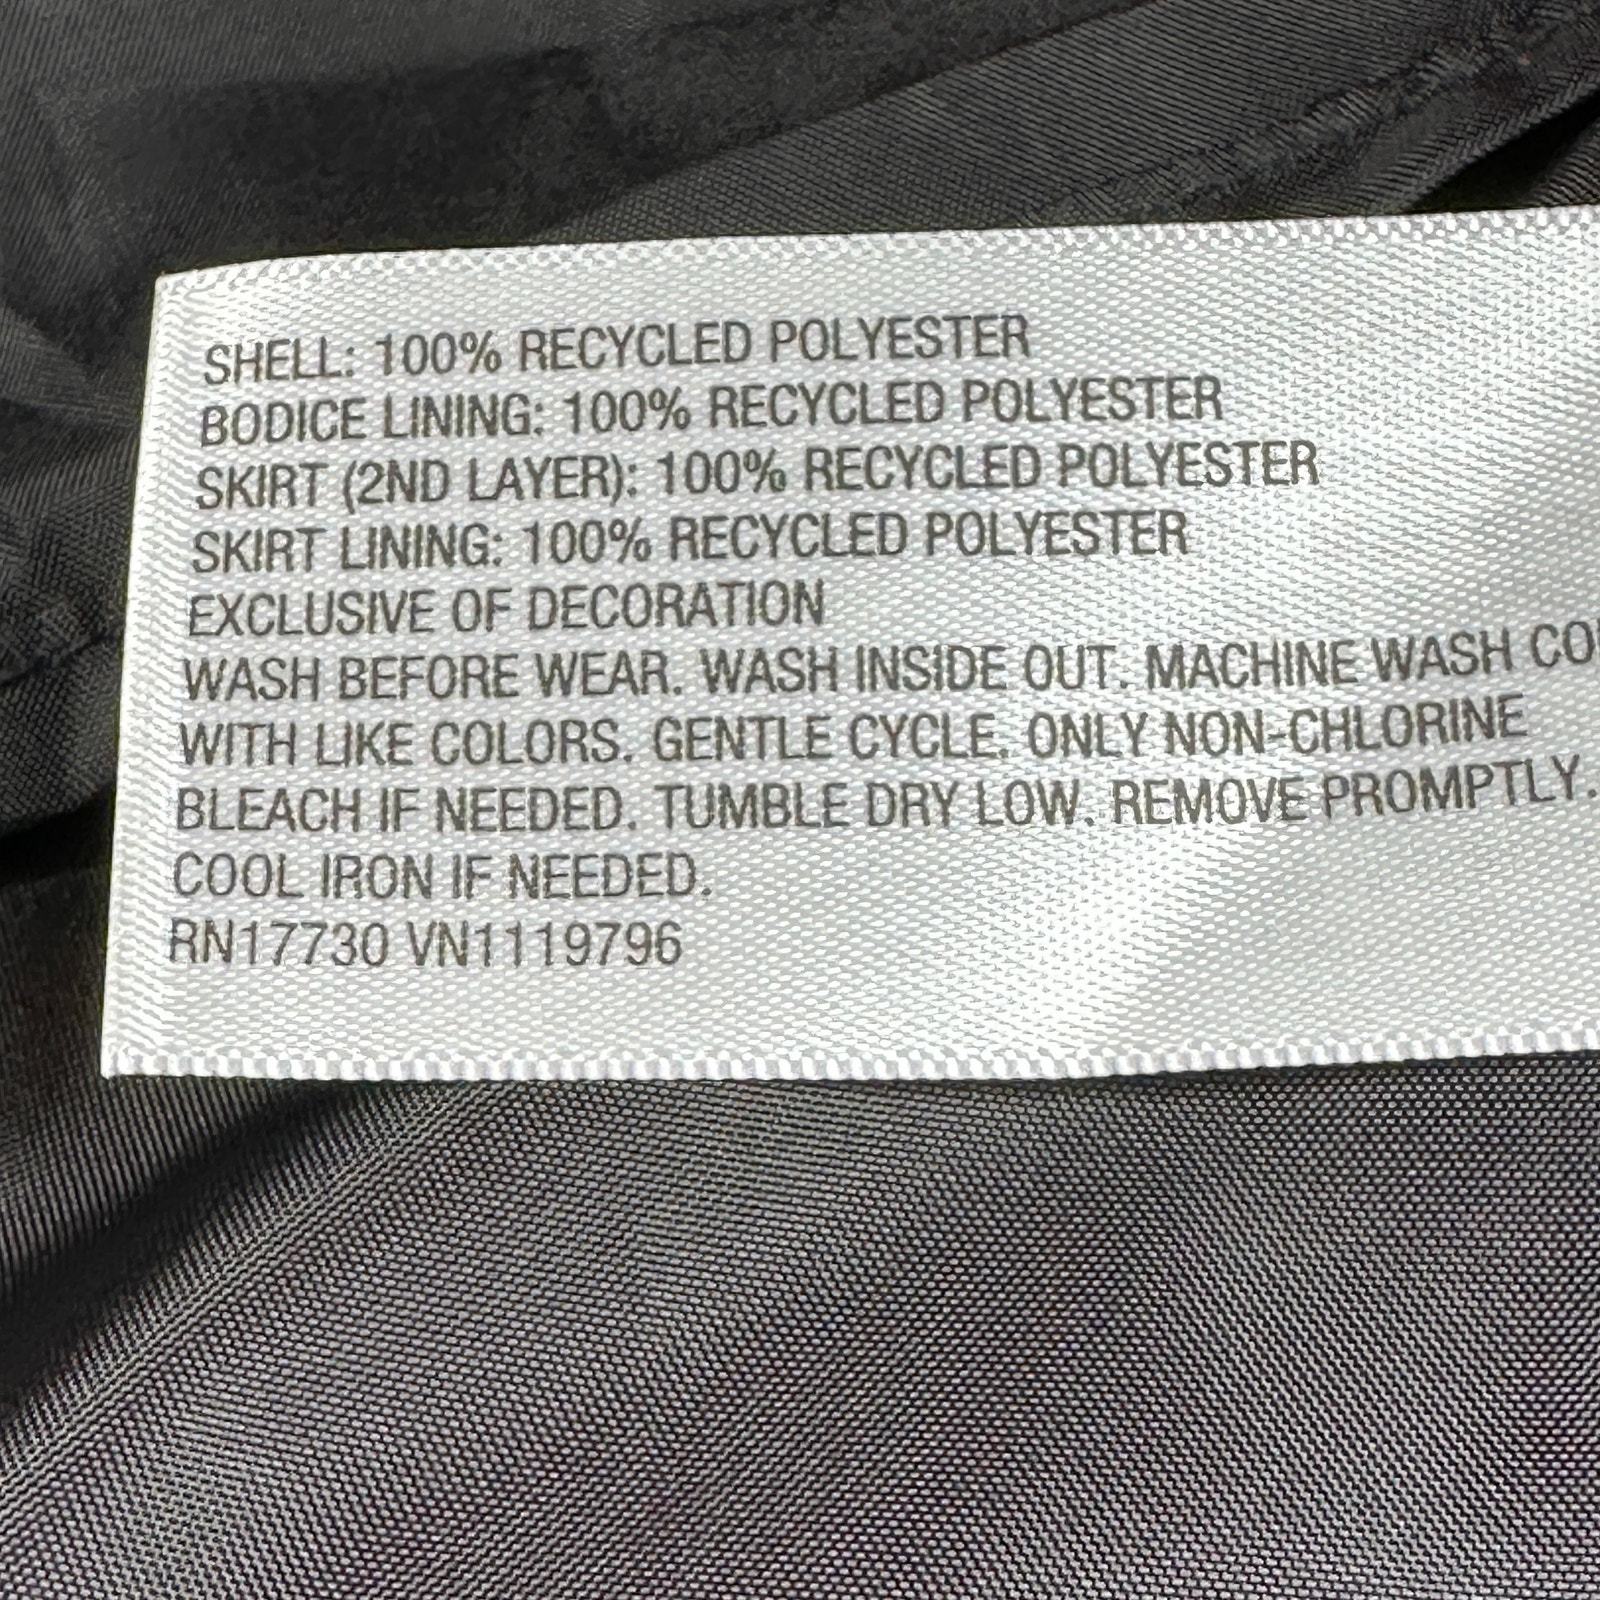 SHELL: 100% RECYCLED POLYESTER
BODICE LINING: 100% RECYCLED POLYESTER
SKIRT (2ND LAYER): 100% RECYCLED POLYESTER
SKIRT LINING: 100% RECYCLED POLYESTER
EXCLUSIVE OF DECORATION
WASH BEFORE WEAR. WASH INSIDE OUT. MACHINE WASH
WITH LIKE COLORS. GENTLE CYCLE. ONLY NON-CHLORINE
BLEACH IF NEEDED. TUMBLE DRY LOW. REMOVE PROMPTLY.
COOL IRON IF NEEDED.
RN17730 VN1119796